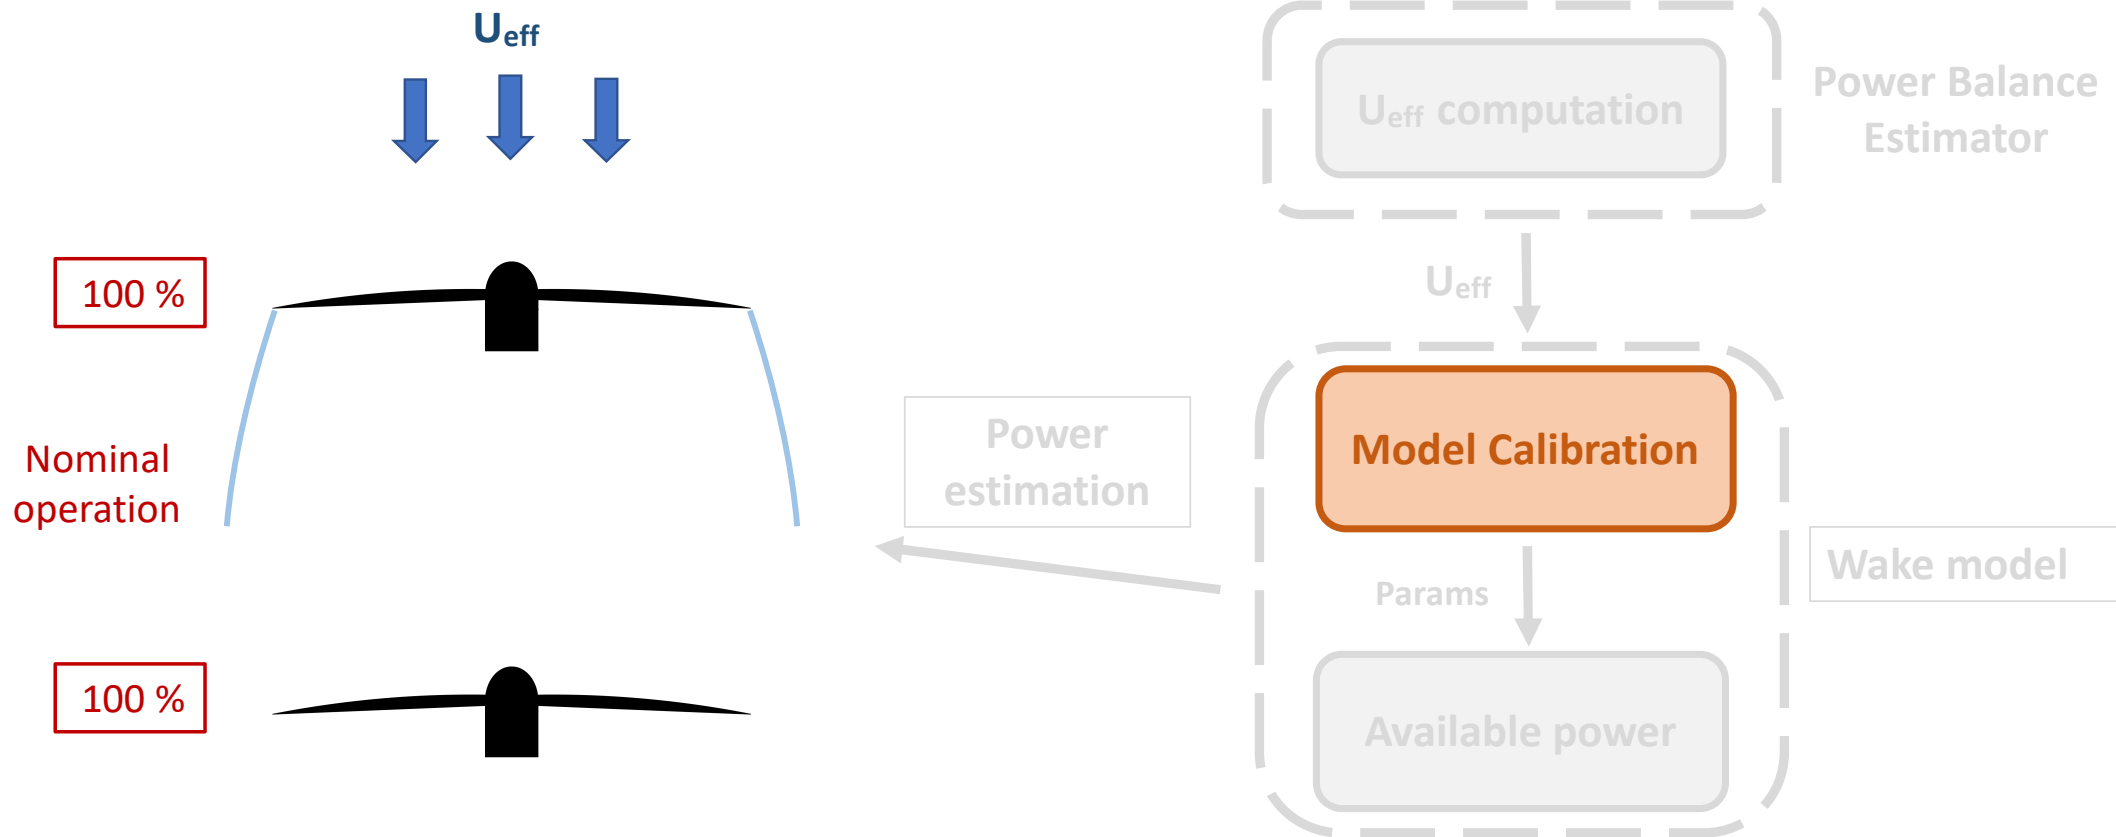 Ueff
100 %
Nominal
operation
100 %
Power
estimation
Ueff computation
Power Balance
Estimator
Ueff
Model Calibration
Params
Wake model
Available power